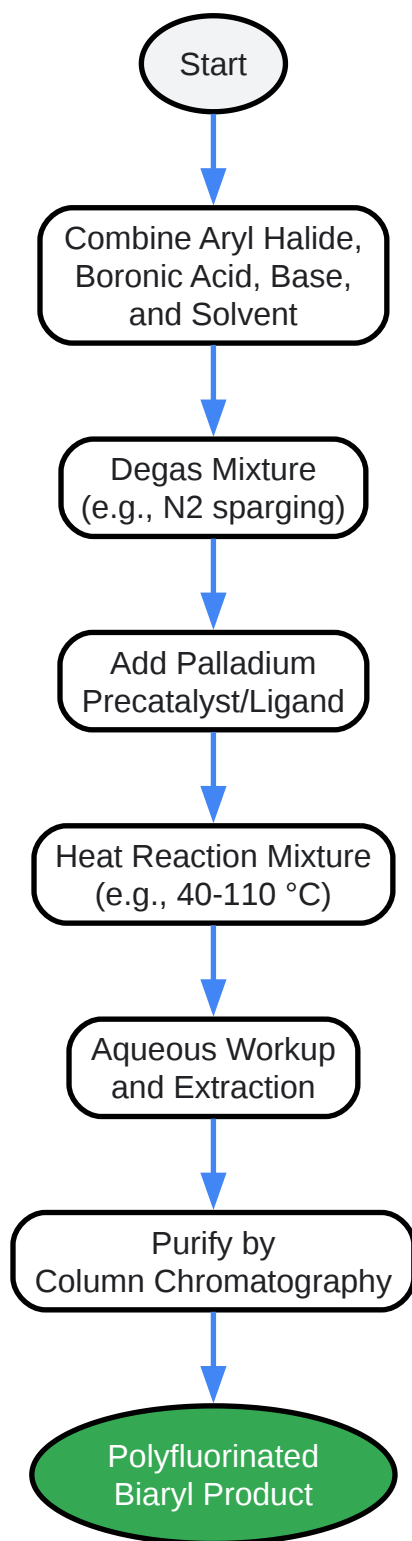 Start
Combine Aryl Halide,
Boronic Acid, Base,
and Solvent
Degas Mixture
(e.g., N2 sparging)
Add Palladium
Precatalyst/Ligand
Heat Reaction Mixture
(e.g., 40-110 °C)
Aqueous Workup
and Extraction
Purify by
Column Chromatography
Polyfluorinated
Biaryl Product